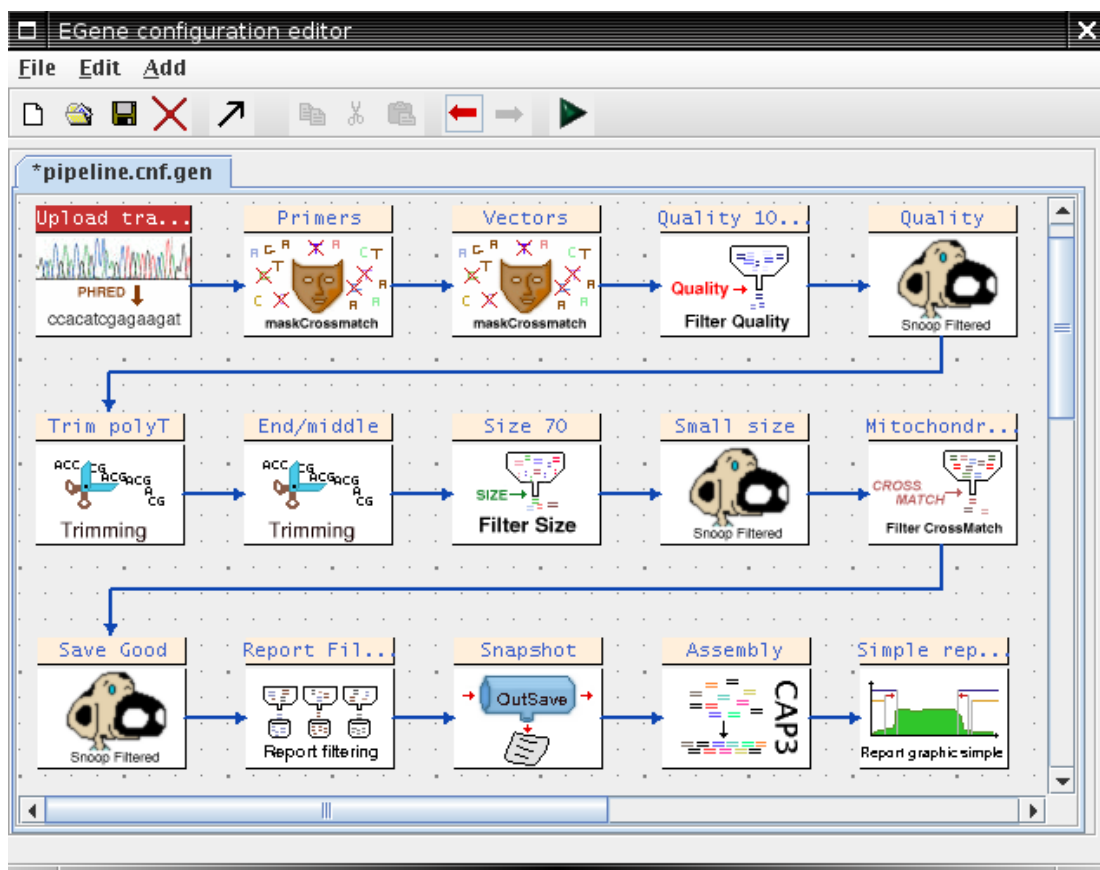 EGene configuration editor
File Edit Add
*pipeline.cnf.gen
Upload tra... Primers Vectors Quality 10... Quality
PHRED
ccacatcgagaagat
maskCrossmatch
maskCrossmatch
Quality
Filter Quality
Snoop Filtered
Trim polyT End/middle Size 70 Small size Mitochondr...
ACC CG ACG ACG A CG
Trimming
ACC CG ACG ACG A CG
Trimming
SIZE
Filter Size
Snoop Filtered
CROSS
MATCH
Filter CrossMatch
Save Good Report Fil... Snapshot Assembly Simple rep...
Snoop Filtered
Report filtering
OutSave
CAP3
Report graphic simple